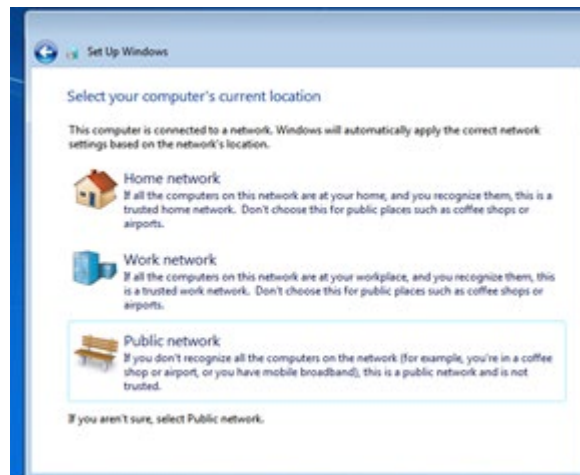 Set Up Windows
Select your computer's current location
This computer is connected to a network. Windows will automatically apply the correct network
settings based on the network's location.
Home network
If all the computers on this network are at your home, and you recognize them, this is a
trusted home network. Don't choose this for public places such as coffee shops or
airports.
Work network
If all the computers on this network are at your workplace, and you recognize them, this
is a trusted work network. Don't choose this for public places such as coffee shops or
airports.
Public network
If you don't recognize all the computers on the network (for example, you're in a coffee
shop or airport, or you have mobile broadband), this is a public network and is not
trusted.
If you aren't sure, select Public network.